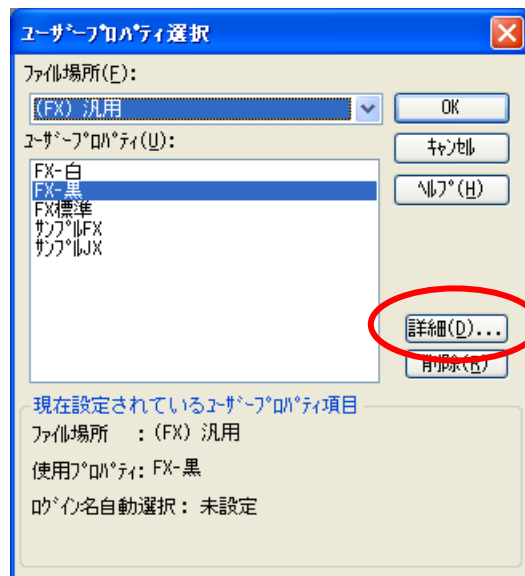 ﾕｰｻﾞｰﾌﾟﾛﾊﾟﾃｨ選択
ﾌｧｲﾙ場所(F):
(FX) 汎用
OK
ﾕｰｻﾞｰﾌﾟﾛﾊﾟﾃｨ(U):
ｷｬﾝｾﾙ
FX-白
ﾍﾙﾌﾟ(H)
FX-黒
FX標準
ｻﾝﾌﾟﾙFX
ｻﾝﾌﾟﾙJX
詳細(D)...
削除(R)
現在設定されているﾕｰｻﾞｰﾌﾟﾛﾊﾟﾃｨ項目
ﾌｧｲﾙ場所 : (FX) 汎用
使用ﾌﾟﾛﾊﾟﾃｨ: FX-黒
ﾛｸﾞｲﾝ名自動選択 : 未設定